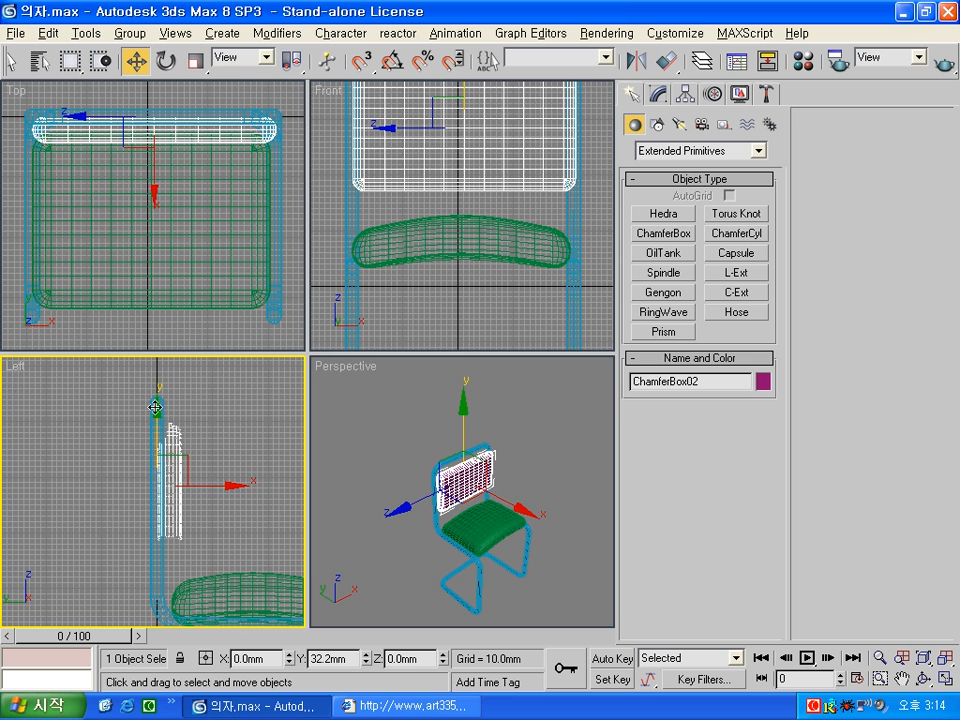 의자.max - Autodesk 3ds Max 8 SP3 - Stand-alone License
File Edit Tools Group Views Create Modifiers Character reactor Animation Graph Editors Rendering Customize MAXScript Help
View
3
%
ABC
View
Top
z
x
y
z
x
Front
z
z
y
x
Left
y
x
z
y
x
Perspective
y
z
x
z
y
x
Extended Primitives
- Object Type
AutoGrid
Hedra Torus Knot
ChamferBox ChamferCyl
OilTank Capsule
Spindle L-Ext
Gengon C-Ext
RingWave Hose
Prism
- Name and Color
ChamferBox02
< 0 / 100 >
1 Object Sele X: 0.0mm Y: 32.2mm Z: 0.0mm Grid = 10.0mm Auto Key Selected
Click and drag to select and move objects Add Time Tag Set Key Key Filters... 0
시작 의자.max - Autod... http://www.art335... 오후 3:14